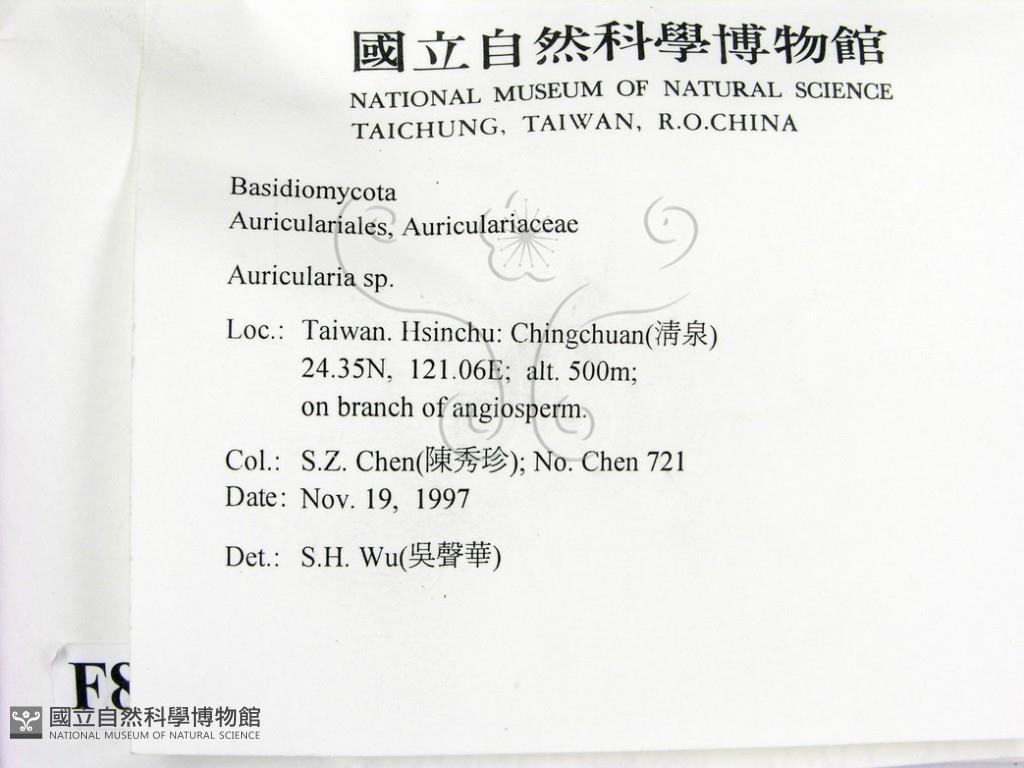 國立自然科學博物館
NATIONAL MUSEUM OF NATURAL SCIENCE
TAICHUNG, TAIWAN, R.O.CHINA
Basidiomycota
Auriculariales, Auriculariaceae
Auricularia sp.
Loc.: Taiwan. Hsinchu: Chingchuan(清泉)
24.35N, 121.06E; alt. 500m;
on branch of angiosperm.
Col.: S.Z. Chen(陳秀珍); No. Chen 721
Date: Nov. 19, 1997
Det.: S.H. Wu(吳聲華)
F8
國立自然科學博物館
NATIONAL MUSEUM OF NATURAL SCIENCE